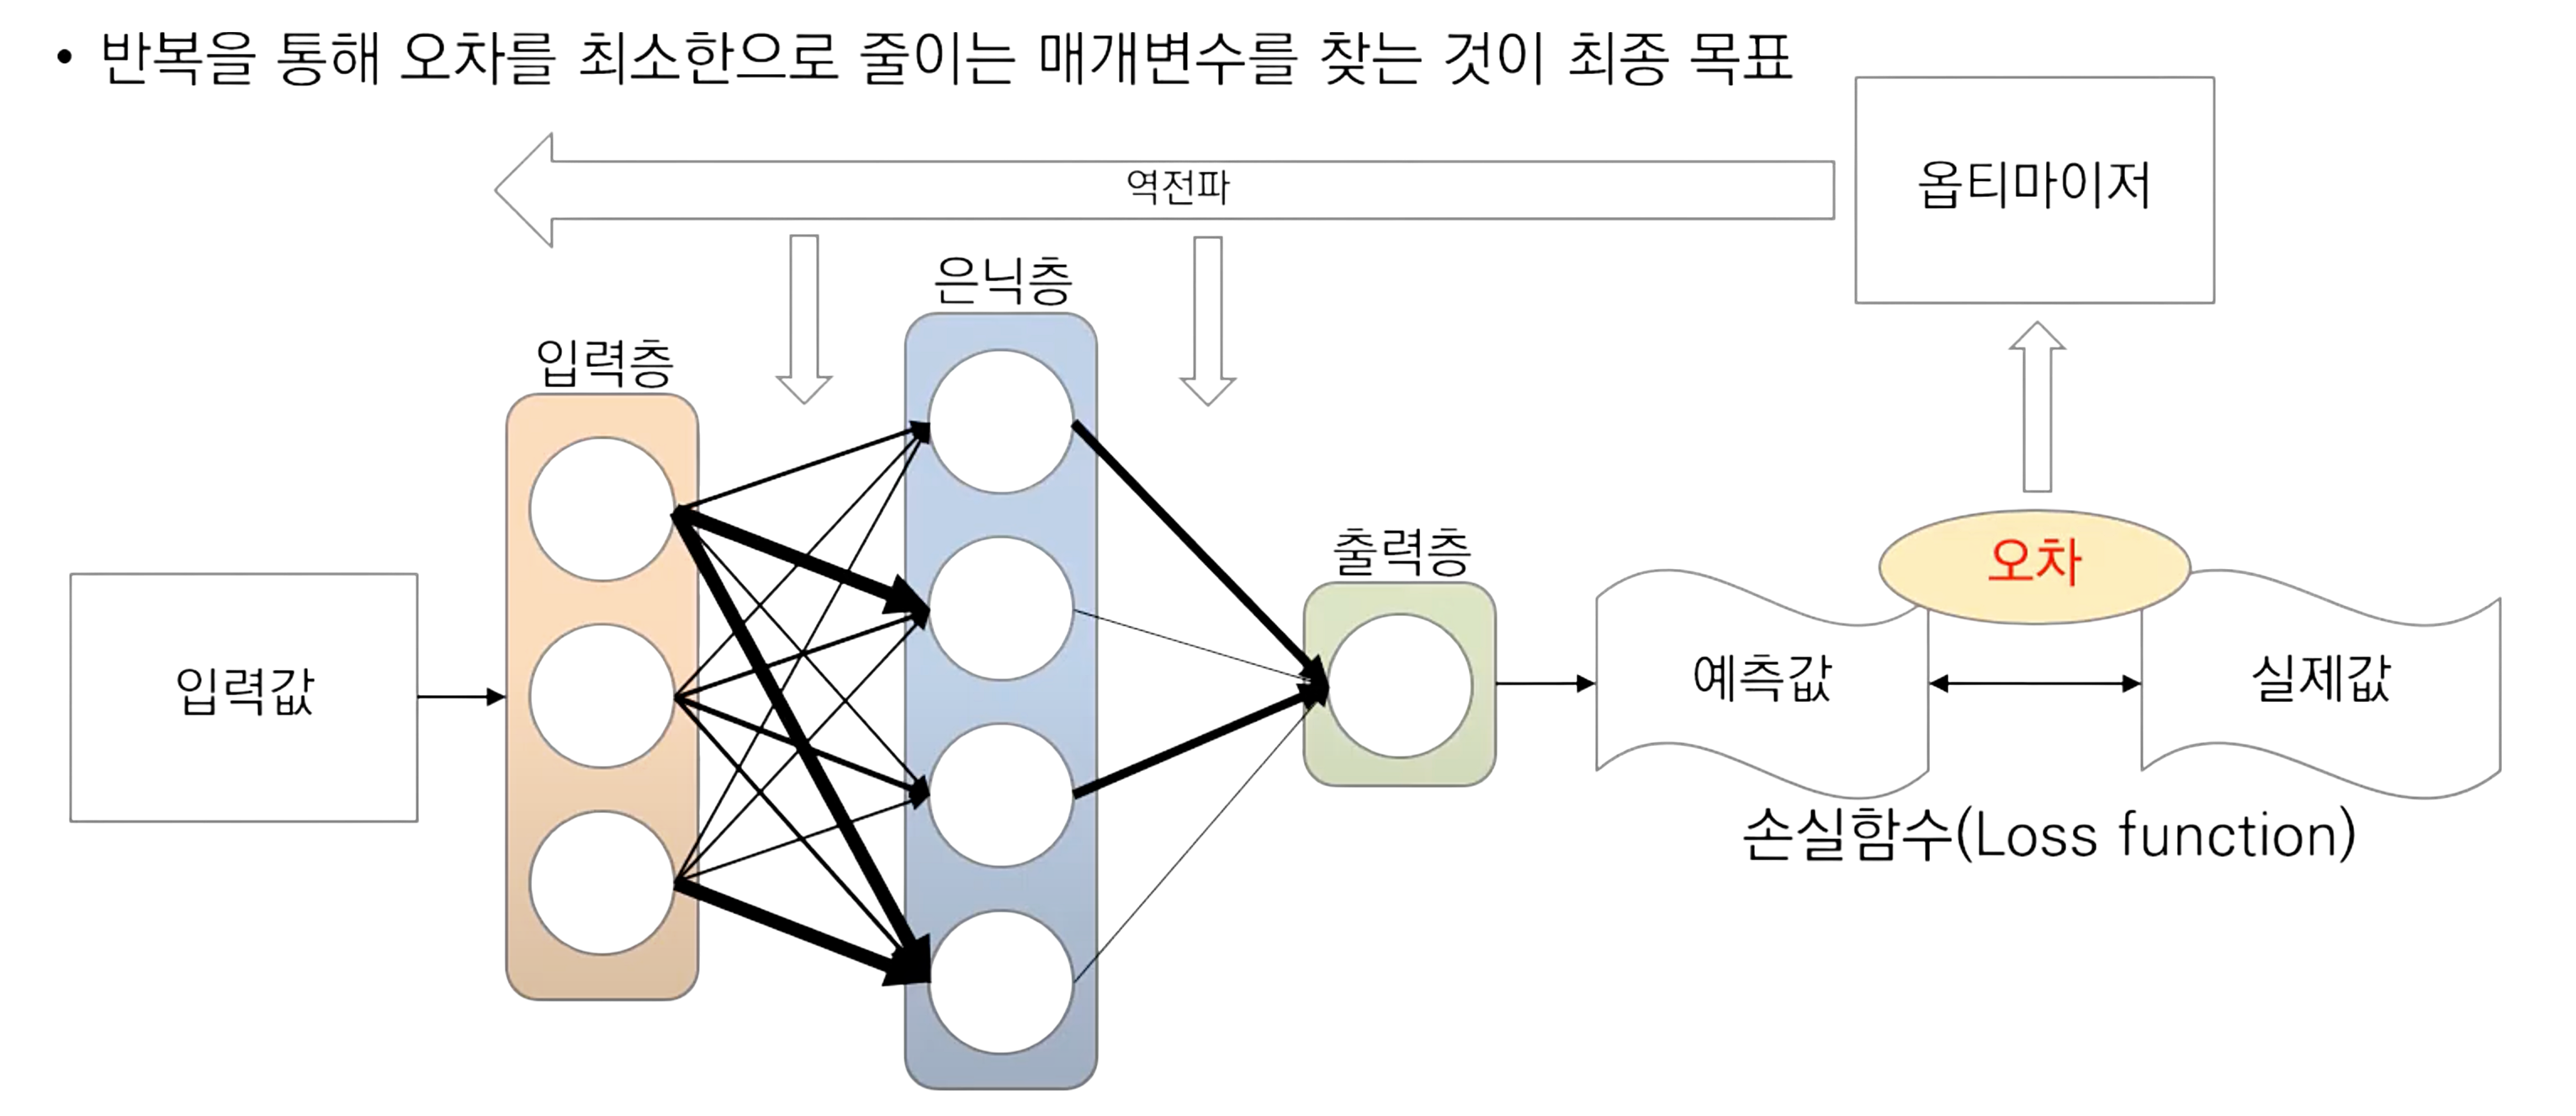 • 반복을 통해 오차를 최소한으로 줄이는 매개변수를 찾는 것이 최종 목표
옵티마이저
역전파
은닉층
입력층
출력층
오차
입력값
예측값
실제값
손실함수(Loss function)